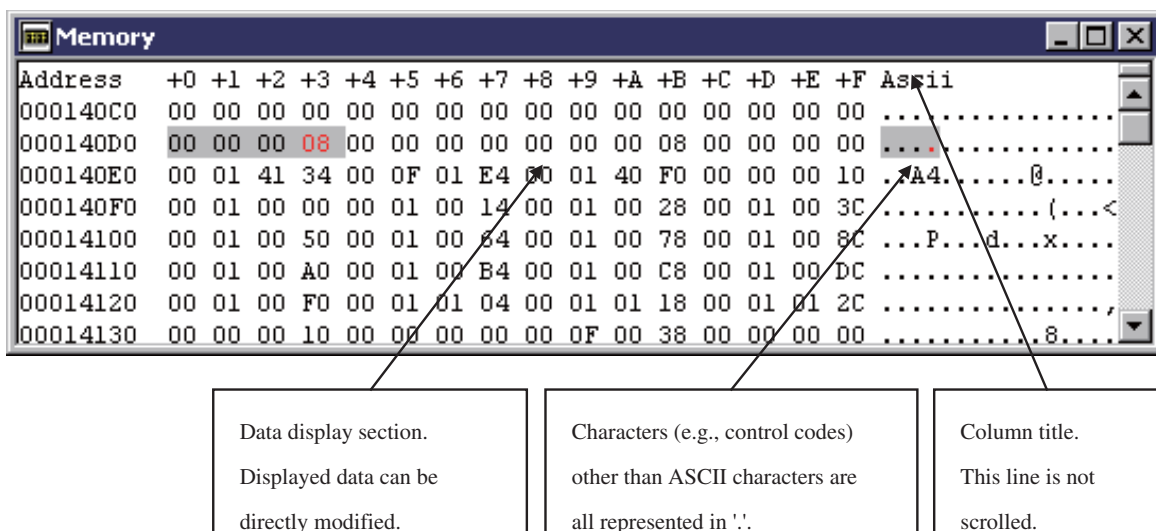 Memory
Address +0 +1 +2 +3 +4 +5 +6 +7 +8 +9 +A +B +C +D +E +F Ascii
000140C0 00 00 00 00 00 00 00 00 00 00 00 00 00 00 00 00 ................
000140D0 00 00 00 08 00 00 00 00 00 00 00 08 00 00 00 00 ................
000140E0 00 01 41 34 00 0F 01 E4 00 01 40 F0 00 00 00 10 ..A4......@.....
000140F0 00 01 00 00 00 01 00 14 00 01 00 28 00 01 00 3C ...........(...<
00014100 00 01 00 50 00 01 00 64 00 01 00 78 00 01 00 8C ...P...d...x....
00014110 00 01 00 A0 00 01 00 B4 00 01 00 C8 00 01 00 DC ................
00014120 00 01 00 F0 00 01 01 04 00 01 01 18 00 01 01 2C ...............,
00014130 00 00 00 10 00 00 00 00 00 0F 00 38 00 00 00 00 ...........8....
Data display section.
Displayed data can be
directly modified.
Characters (e.g., control codes)
other than ASCII characters are
all represented in '.'.
Column title.
This line is not
scrolled.